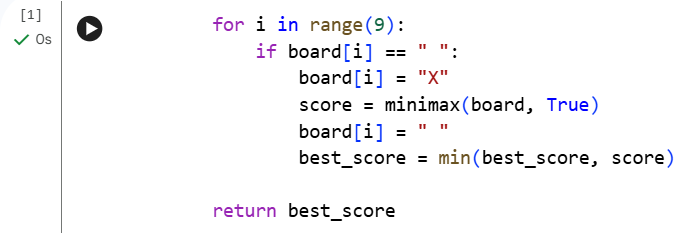 [1]
0s
for i in range(9):
    if board[i] == " ":
        board[i] = "X"
        score = minimax(board, True)
        board[i] = " "
        best_score = min(best_score, score)
return best_score